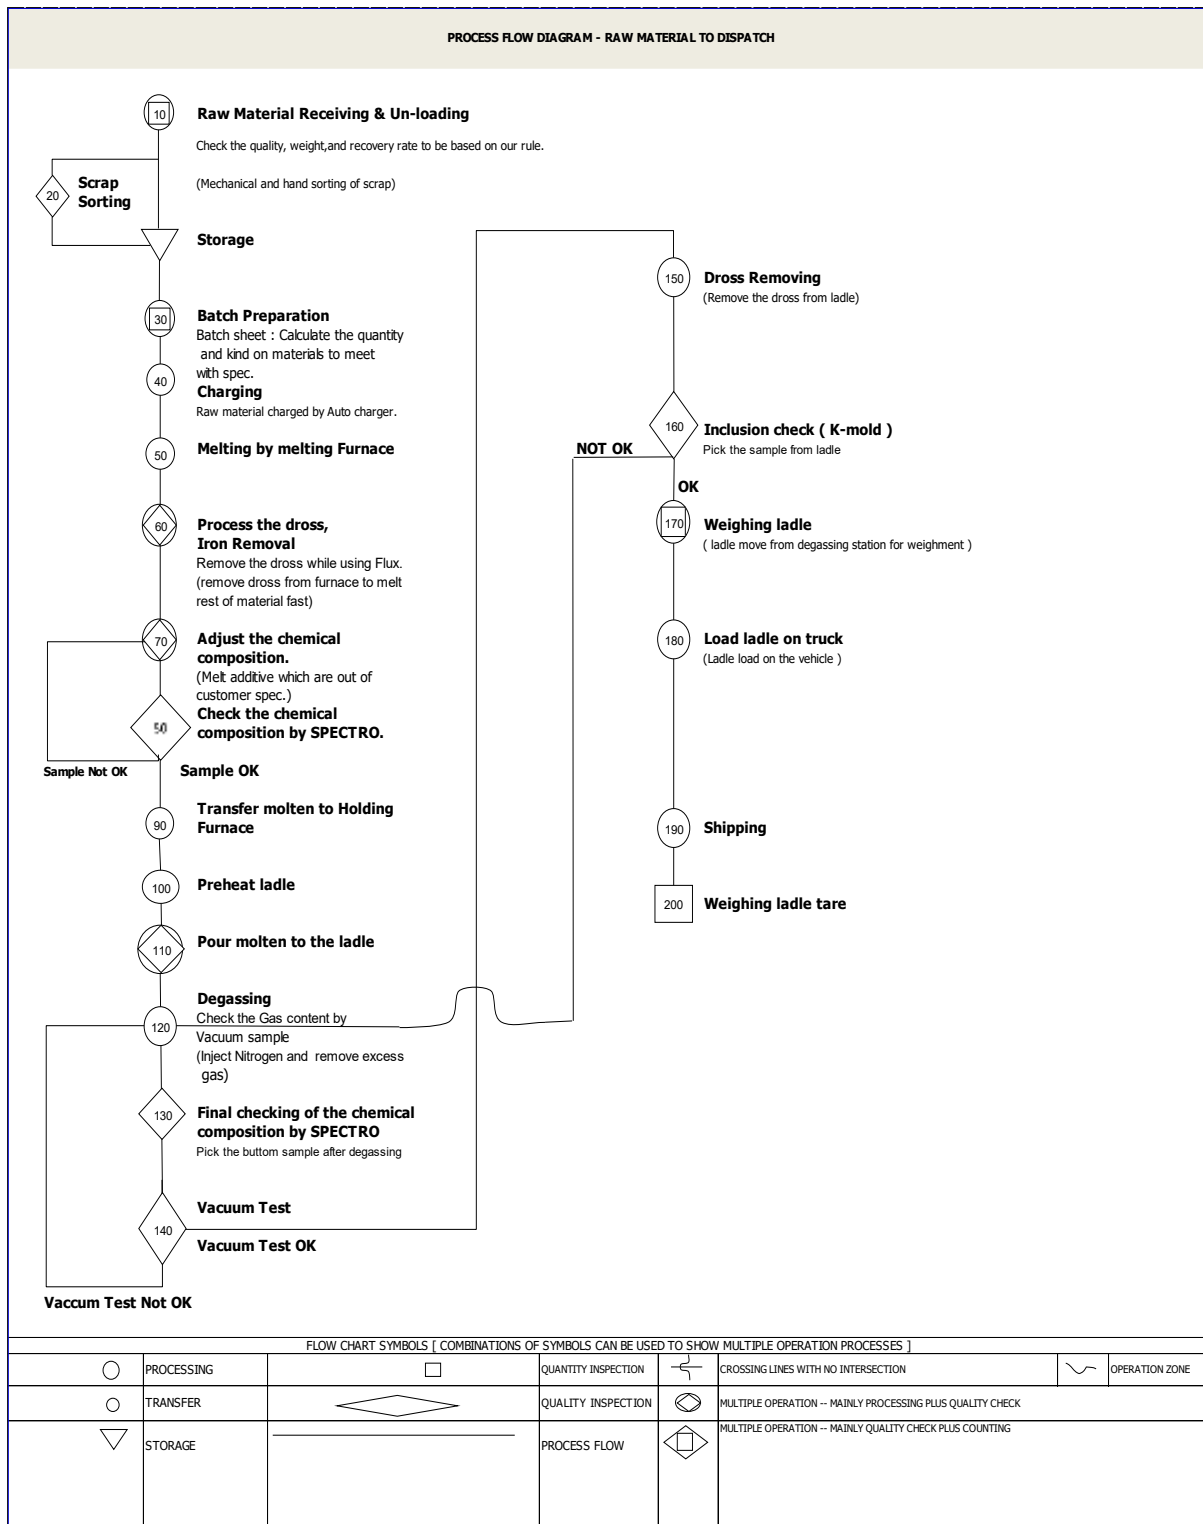 PROCESS FLOW DIAGRAM - RAW MATERIAL TO DISPATCH
10
Raw Material Receiving & Un-loading
Check the quality, weight,and recovery rate to be based on our rule.
20
Scrap
Sorting
(Mechanical and hand sorting of scrap)
Storage
30
Batch Preparation
Batch sheet : Calculate the quantity
and kind on materials to meet
with spec.
40
Charging
Raw material charged by Auto charger.
50
Melting by melting Furnace
60
Process the dross,
Iron Removal
Remove the dross while using Flux.
(remove dross from furnace to melt
rest of material fast)
70
Adjust the chemical
composition.
(Melt additive which are out of
customer spec.)
50
Check the chemical
composition by SPECTRO.
Sample Not OK
Sample OK
90
Transfer molten to Holding
Furnace
100
Preheat ladle
110
Pour molten to the ladle
120
Degassing
Check the Gas content by
Vacuum sample
(Inject Nitrogen and remove excess
gas)
130
Final checking of the chemical
composition by SPECTRO
Pick the buttom sample after degassing
140
Vacuum Test
Vacuum Test OK
Vaccum Test Not OK
150
Dross Removing
(Remove the dross from ladle)
160
Inclusion check ( K-mold )
Pick the sample from ladle
NOT OK
OK
170
Weighing ladle
( ladle move from degassing station for weighment )
180
Load ladle on truck
(Ladle load on the vehicle )
190
Shipping
200
Weighing ladle tare
FLOW CHART SYMBOLS [ COMBINATIONS OF SYMBOLS CAN BE USED TO SHOW MULTIPLE OPERATION PROCESSES ]
PROCESSING
QUANTITY INSPECTION
CROSSING LINES WITH NO INTERSECTION
OPERATION ZONE
TRANSFER
QUALITY INSPECTION
MULTIPLE OPERATION -- MAINLY PROCESSING PLUS QUALITY CHECK
STORAGE
PROCESS FLOW
MULTIPLE OPERATION -- MAINLY QUALITY CHECK PLUS COUNTING